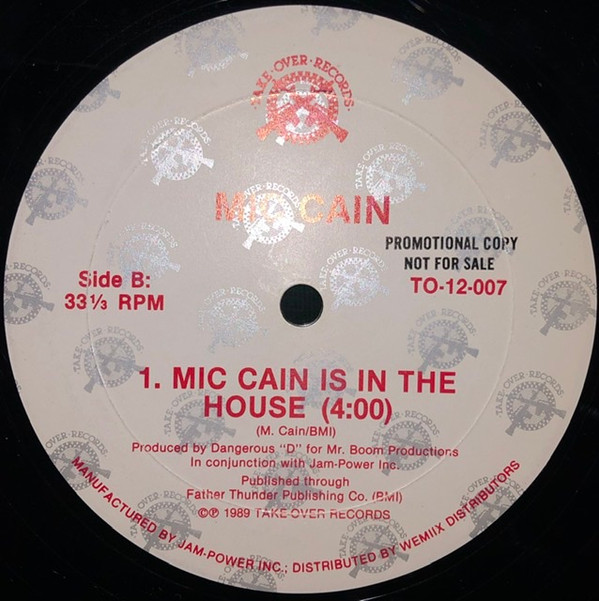 TAKE·OVER·RECORDS·
MIC CAIN
PROMOTIONAL COPY
NOT FOR SALE
Side B:
33⅓ RPM
TO-12-007
1. MIC CAIN IS IN THE
HOUSE (4:00)
(M. Cain/BMI)
Produced by Dangerous "D" for Mr. Boom Productions
In conjunction with Jam-Power Inc.
Published through
Father Thunder Publishing Co. (BMI)
©℗ 1989 TAKE OVER RECORDS
MANUFACTURED BY JAM-POWER INC.; DISTRIBUTED BY WEMIIX DISTRIBUTORS